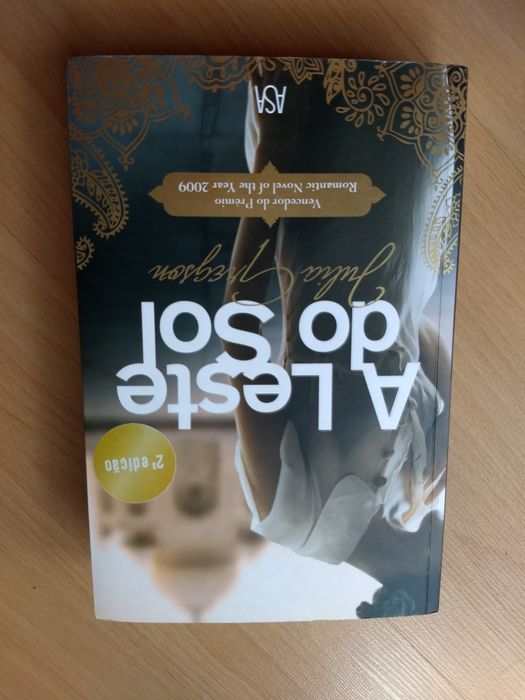 2ª edição
A Leste
do Sol
Julia Gregson
Vencedor do Prémio
Romantic Novel of the Year 2009
ASA